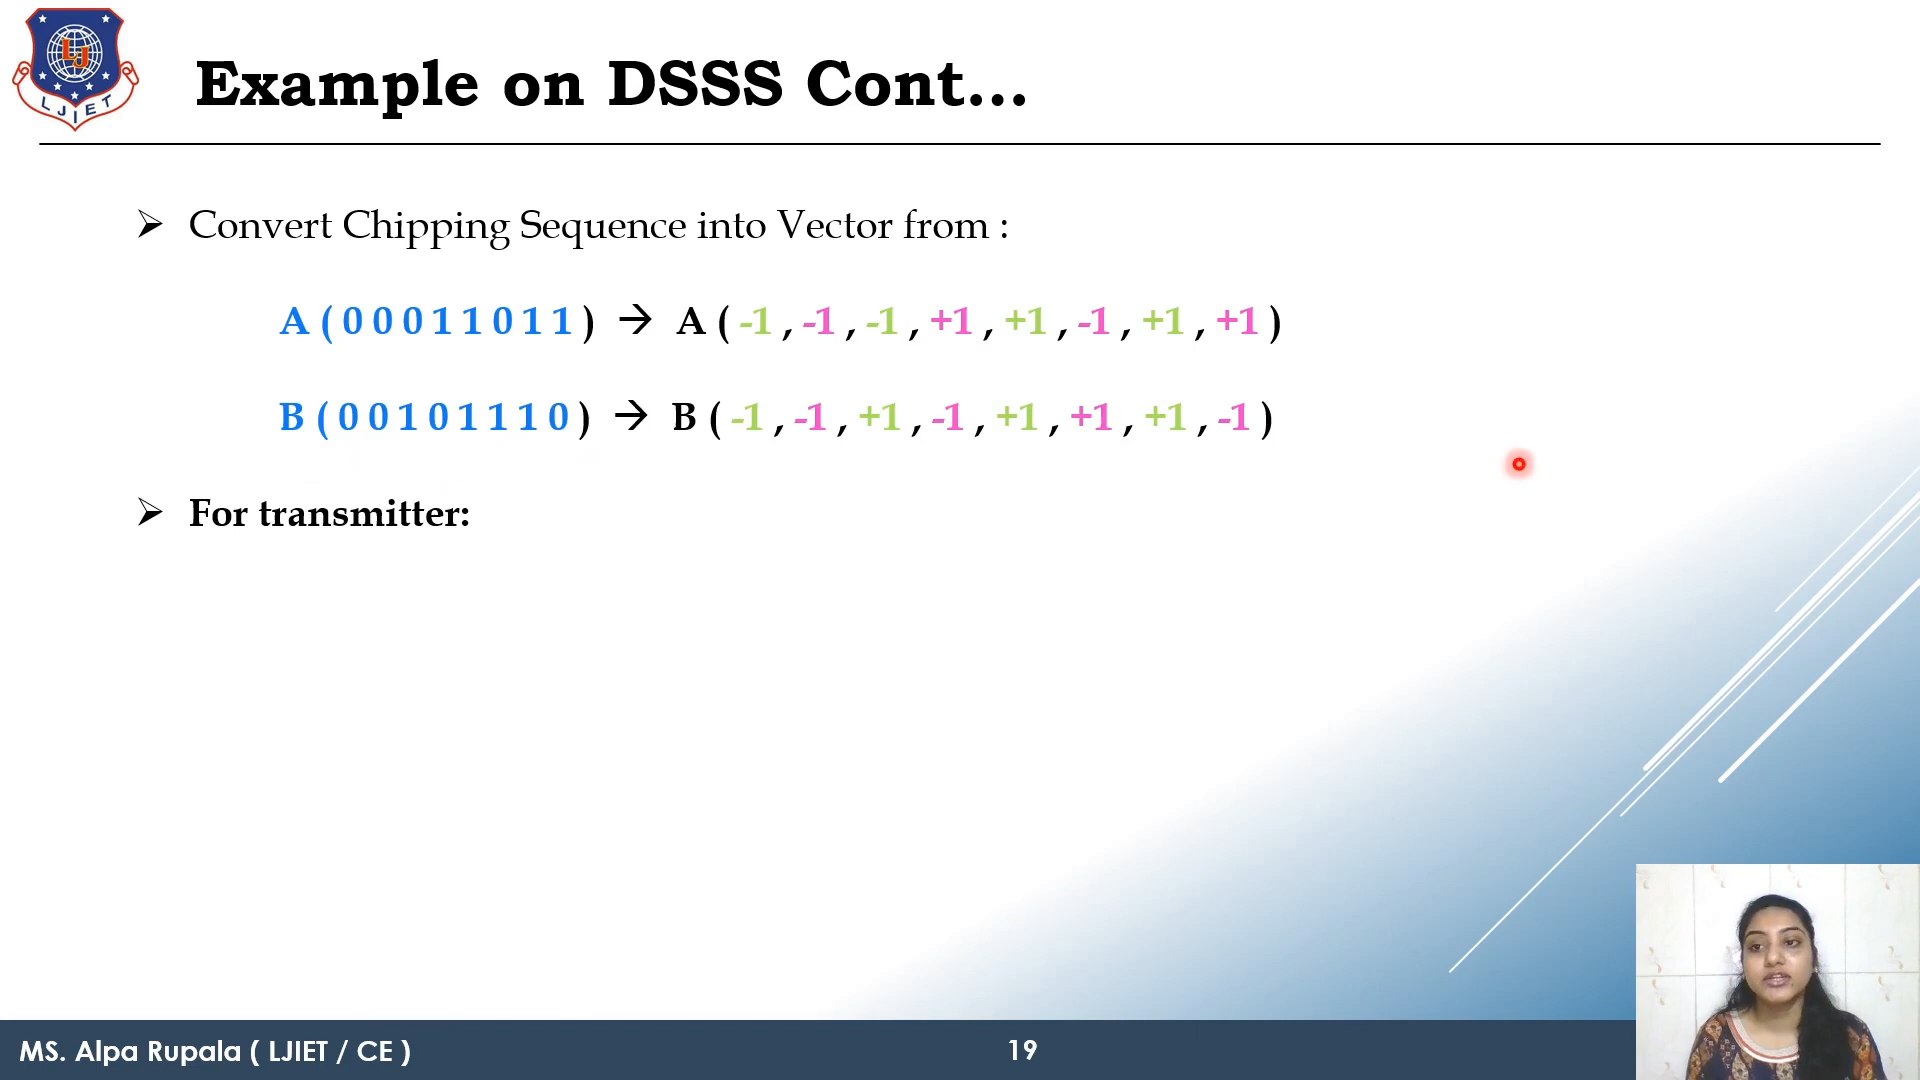 LJ
LJIET
Example on DSSS Cont...
➢ Convert Chipping Sequence into Vector from :
A ( 0 0 0 1 1 0 1 1 ) → A ( -1 , -1 , -1 , +1 , +1 , -1 , +1 , +1 )
B ( 0 0 1 0 1 1 1 0 ) → B ( -1 , -1 , +1 , -1 , +1 , +1 , +1 , -1 )
➢ For transmitter:
MS. Alpa Rupala ( LJIET / CE )
19